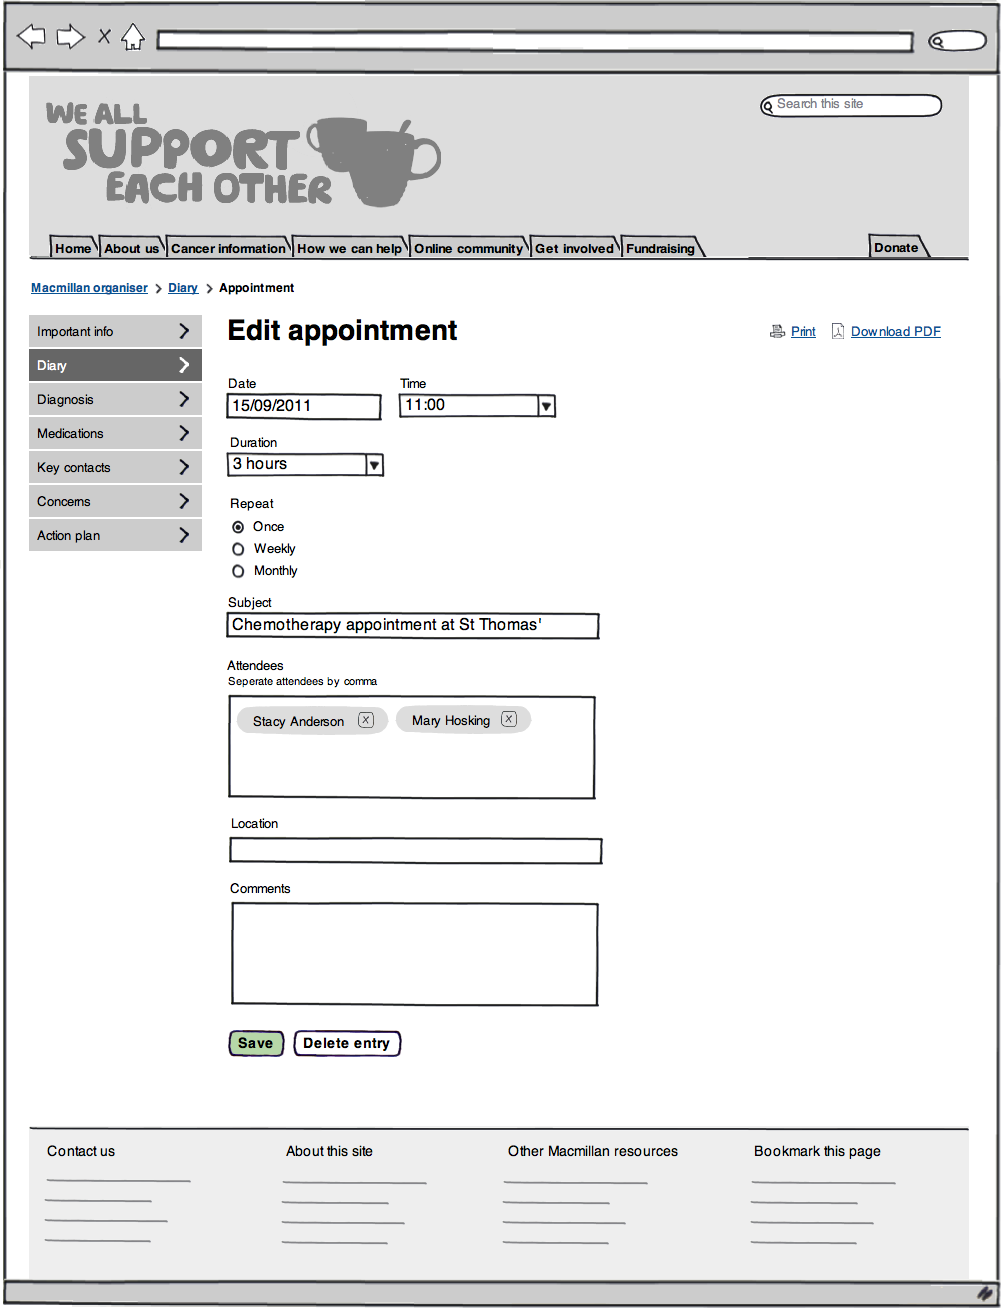 Search this site
WE ALL
SUPPORT
EACH OTHER
Home About us Cancer information How we can help Online community Get involved Fundraising Donate
Macmillan organiser > Diary > Appointment
Important info
Diary
Diagnosis
Medications
Key contacts
Concerns
Action plan
Edit appointment
Print Download PDF
Date Time
15/09/2011 11:00
Duration
3 hours
Repeat
Once
Weekly
Monthly
Subject
Chemotherapy appointment at St Thomas'
Attendees
Seperate attendees by comma
Stacy Anderson x Mary Hosking x
Location
Comments
Save Delete entry
Contact us About this site Other Macmillan resources Bookmark this page